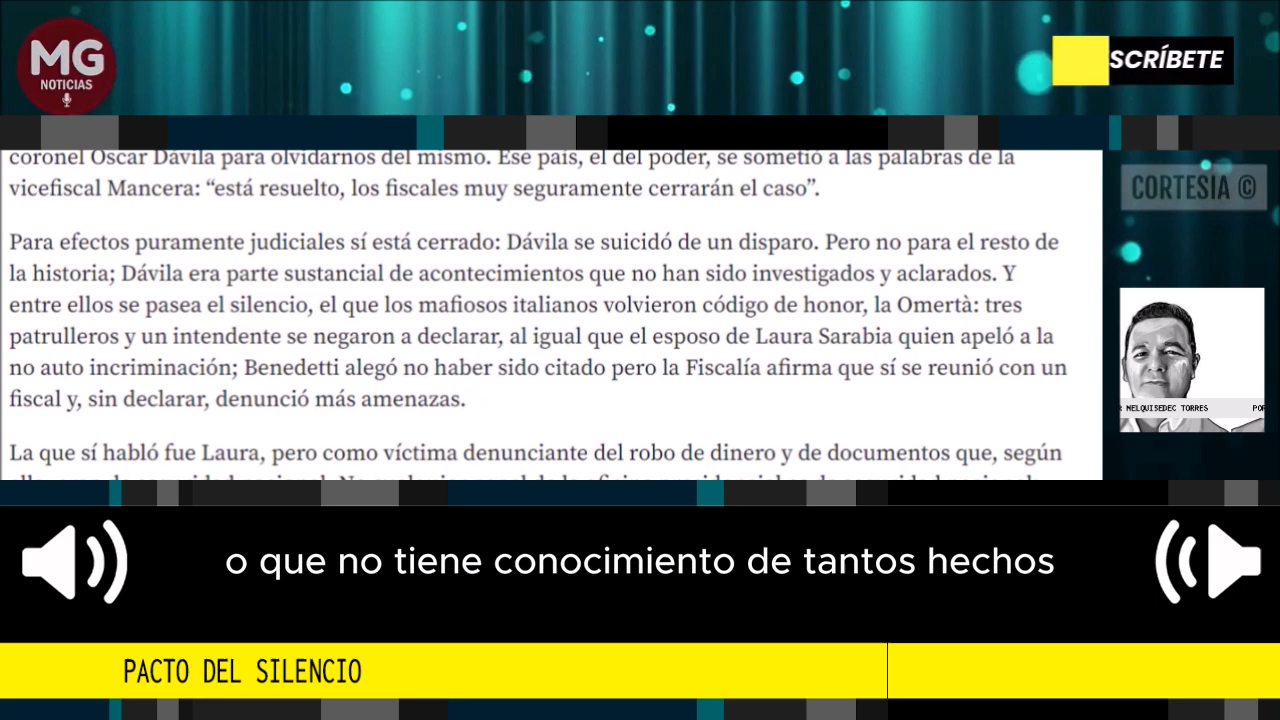 MG
NOTICIAS
SCRÍBETE
coronel Óscar Dávila para olvidarnos del mismo. Ese país, el del poder, se sometió a las palabras de la
vicefiscal Mancera: “está resuelto, los fiscales muy seguramente cerrarán el caso”.
Para efectos puramente judiciales sí está cerrado: Dávila se suicidó de un disparo. Pero no para el resto de
la historia; Dávila era parte sustancial de acontecimientos que no han sido investigados y aclarados. Y
entre ellos se pasea el silencio, el que los mafiosos italianos volvieron código de honor, la Omertà: tres
patrulleros y un intendente se negaron a declarar, al igual que el esposo de Laura Sarabia quien apeló a la
no auto incriminación; Benedetti alegó no haber sido citado pero la Fiscalía afirma que sí se reunió con un
fiscal y, sin declarar, denunció más amenazas.
La que sí habló fue Laura, pero como víctima denunciante del robo de dinero y de documentos que, según
CORTESIA ©
MELQUISEDEC TORRES POR
o que no tiene conocimiento de tantos hechos
PACTO DEL SILENCIO